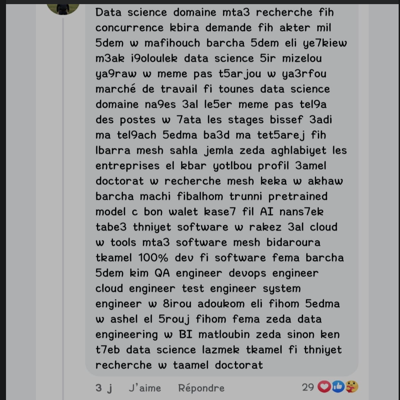 Data science domaine mta3 recherche fih
concurrence kbira demande fih akter mil
5dem w mafihouch barcha 5dem eli ye7kiew
m3ak i9oloulek data science 5ir mizelou
ya9raw w meme pas t5arjou w ya3rfou
marché de travail fi tounes data science
domaine na9es 3al le5er meme pas tel9a
des postes w 7ata les stages bissef 3adi
ma tel9ach 5edma ba3d ma tet5arej fih
lbarra mesh sahla jemla zeda aghlabiyet les
entreprises el kbar yotlbou profil 3amel
doctorat w recherche mesh keka w akhaw
barcha machi fibalhom trunni pretrained
model c bon walet kase7 fil AI nans7ek
tabe3 thniyet software w rakez 3al cloud
w tools mta3 software mesh bidaroura
tkamel 100% dev fi software fema barcha
5dem kim QA engineer devops engineer
cloud engineer test engineer system
engineer w 8irou adoukom eli fihom 5edma
w ashel el 5rouj fihom fema zeda data
engineering w BI matloubin zeda sinon ken
t7eb data science lazmek tkamel fi thniyet
recherche w taamel doctorat
3 j J'aime Répondre 29